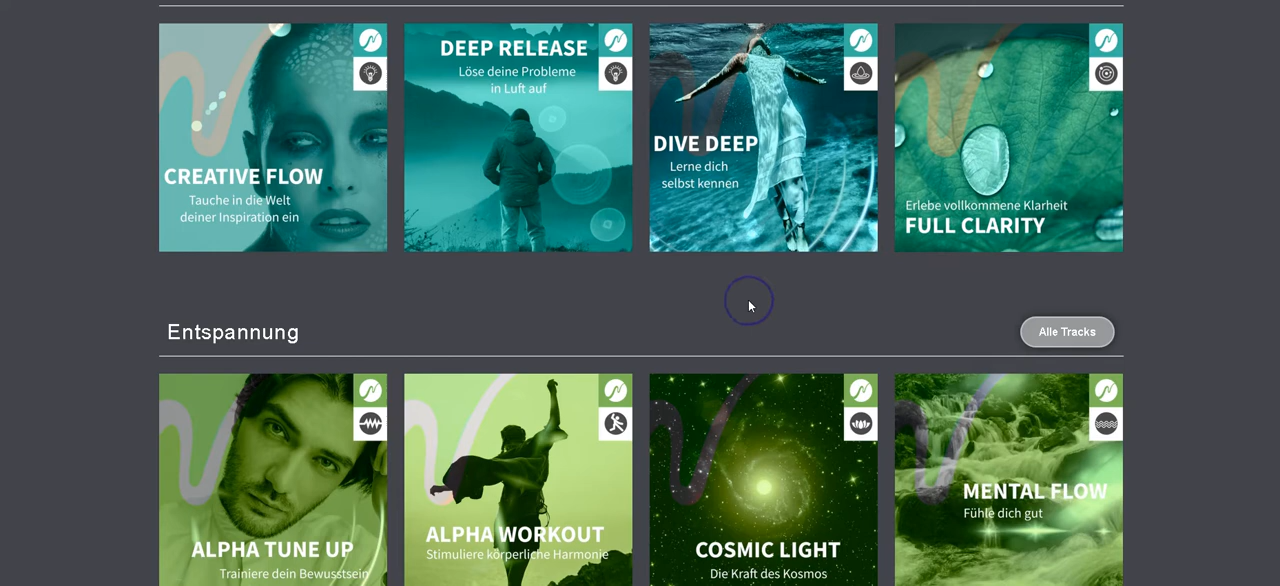 CREATIVE FLOW
Tauche in die Welt
deiner Inspiration ein
DEEP RELEASE
Löse deine Probleme
in Luft auf
DIVE DEEP
Lerne dich
selbst kennen
Erlebe vollkommene Klarheit
FULL CLARITY
Entspannung
Alle Tracks
ALPHA TUNE UP
Trainiere dein Bewusstsein
ALPHA WORKOUT
Stimuliere körperliche Harmonie
COSMIC LIGHT
Die Kraft des Kosmos
MENTAL FLOW
Fühle dich gut